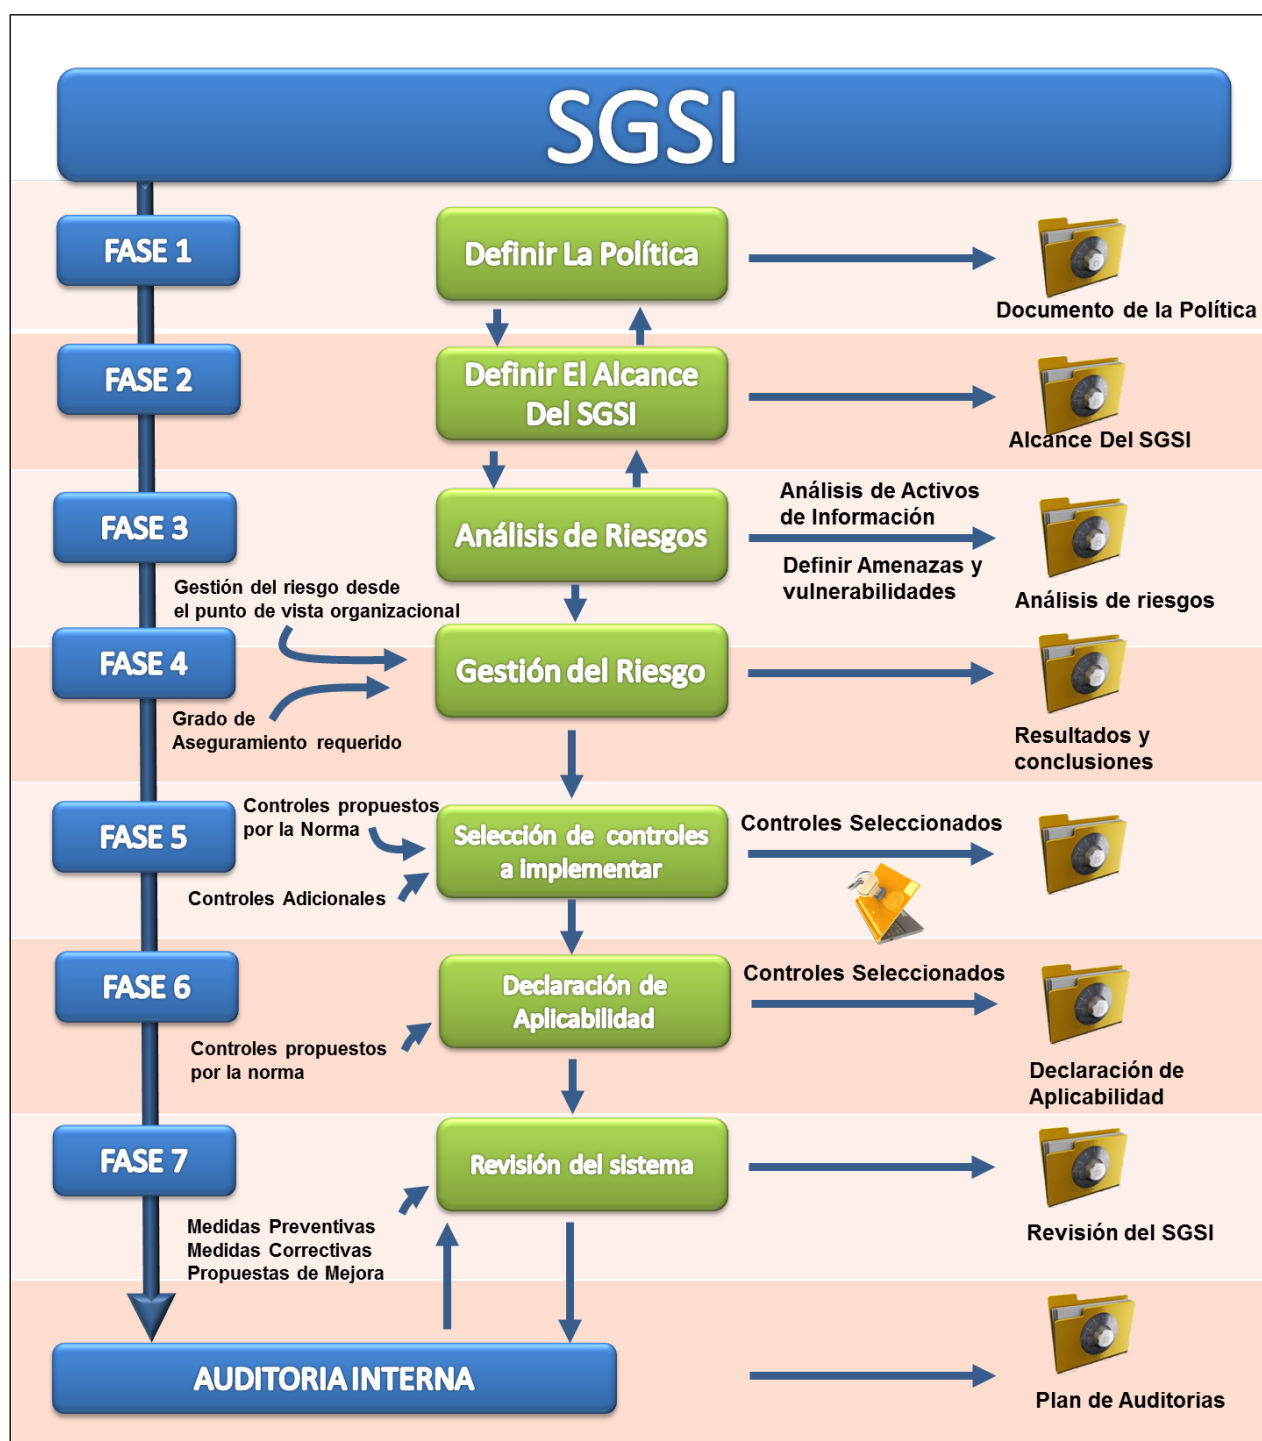 SGSI
FASE 1
Definir La Política
Documento de la Política
FASE 2
Definir El Alcance
Del SGSI
Alcance Del SGSI
FASE 3
Análisis de Riesgos
Análisis de Activos
de Información
Definir Amenazas y
vulnerabilidades
Análisis de riesgos
Gestión del riesgo desde
el punto de vista organizacional
FASE 4
Gestión del Riesgo
Grado de
Aseguramiento requerido
Resultados y
conclusiones
FASE 5
Controles propuestos
por la Norma
Controles Adicionales
Selección de controles
a implementar
Controles Seleccionados
FASE 6
Declaración de
Aplicabilidad
Controles Seleccionados
Controles propuestos
por la norma
Declaración de
Aplicabilidad
FASE 7
Revisión del sistema
Medidas Preventivas
Medidas Correctivas
Propuestas de Mejora
Revisión del SGSI
AUDITORIA INTERNA
Plan de Auditorias